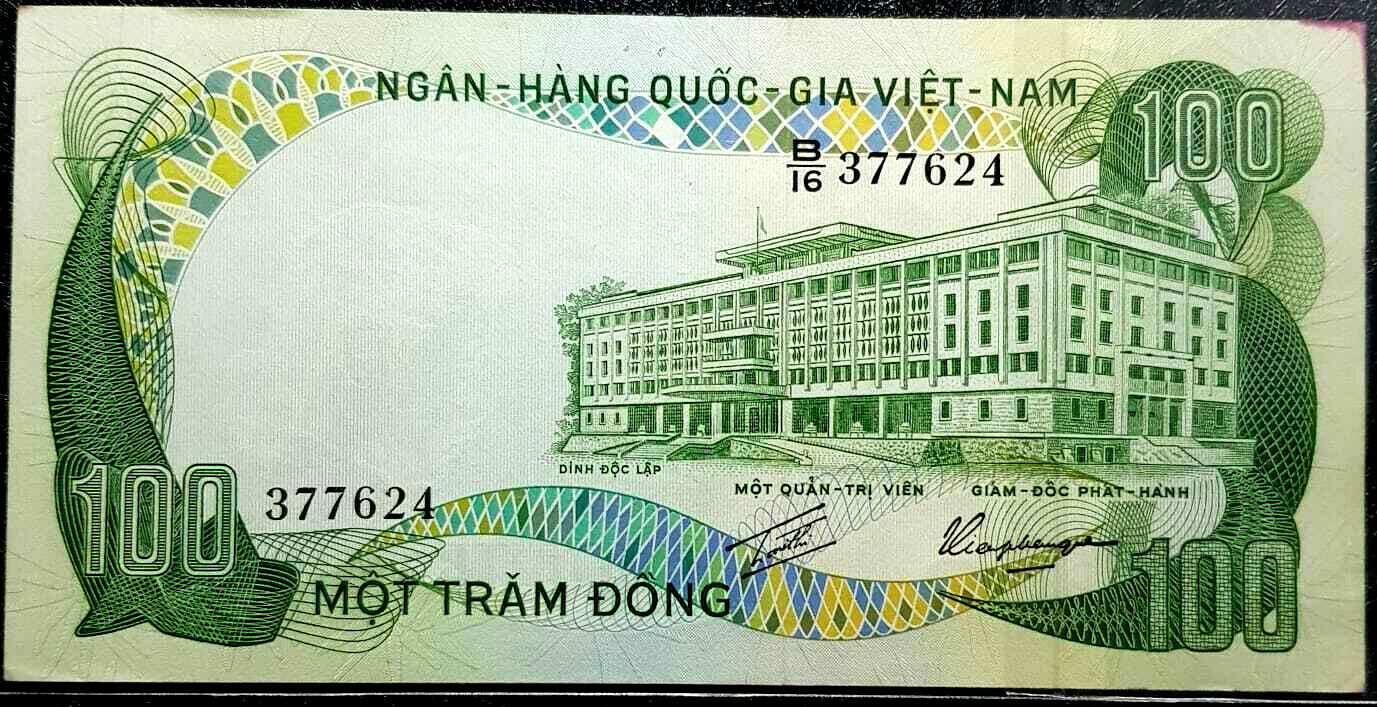 NGÂN-HÀNG QUỐC-GIA VIỆT-NAM
100
B/16 377624
DINH ĐỘC LẬP
MỘT QUẢN-TRỊ VIÊN
GIÁM-ĐỐC PHÁT-HÀNH
100
377624
MỘT TRĂM ĐỒNG
100